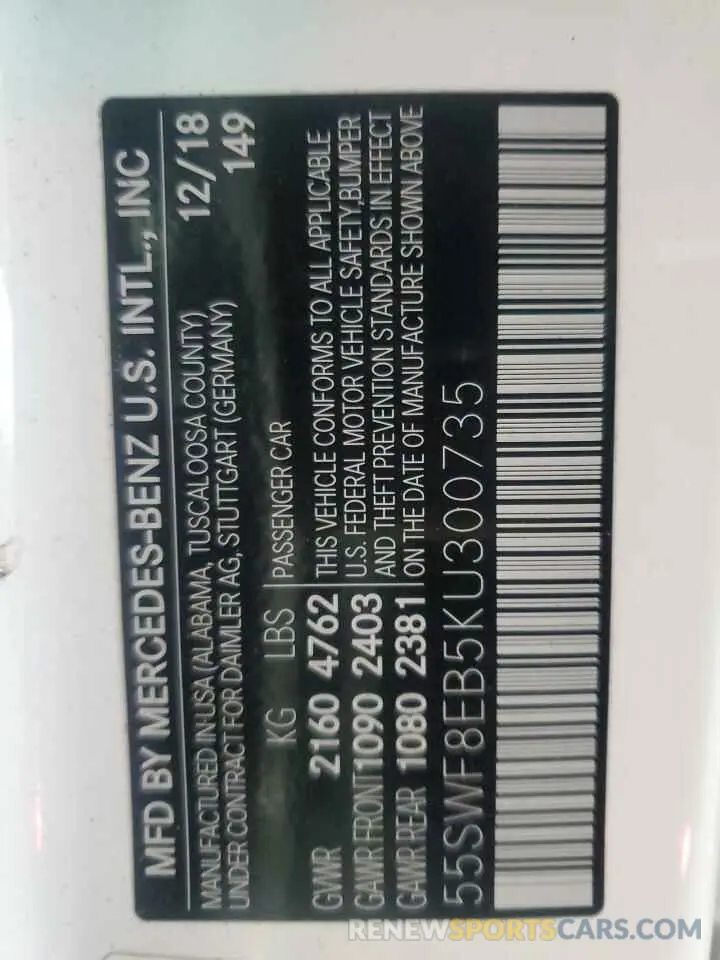 MFD BY MERCEDES-BENZ U.S. INTL., INC
MANUFACTURED IN USA (ALABAMA, TUSCALOOSA COUNTY) 12/18
UNDER CONTRACT FOR DAIMLER AG, STUTTGART (GERMANY) 149
KG LBS PASSENGER CAR
GVWR 2160 4762 THIS VEHICLE CONFORMS TO ALL APPLICABLE
U.S. FEDERAL MOTOR VEHICLE SAFETY,BUMPER
GAWR FRONT 1090 2403 AND THEFT PREVENTION STANDARDS IN EFFECT
GAWR REAR 1080 2381 ON THE DATE OF MANUFACTURE SHOWN ABOVE
55SWF8EB5KU300735
RENEWSPORTSCARS.COM